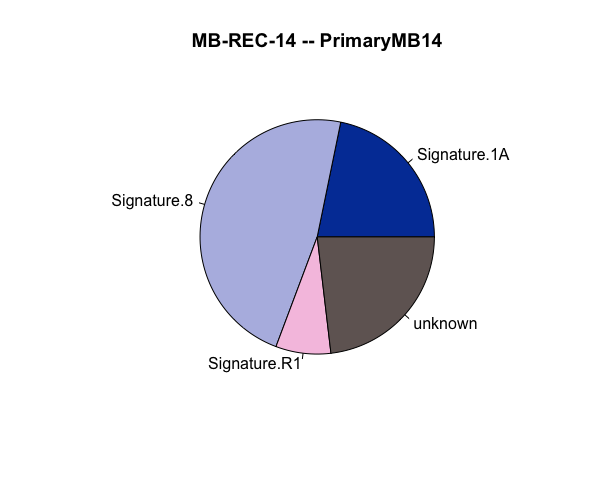 MB-REC-14 -- PrimaryMB14
Signature.1A
Signature.8
unknown
Signature.R1